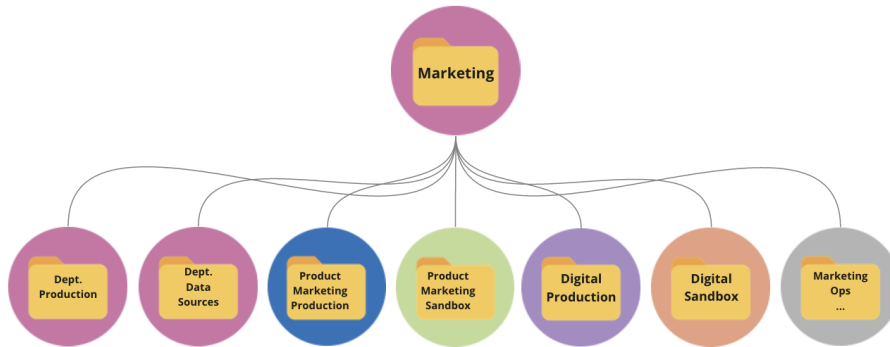 Marketing
Dept.
Production
Dept.
Data
Sources
Product
Marketing
Production
Product
Marketing
Sandbox
Digital
Production
Digital
Sandbox
Marketing
Ops
...